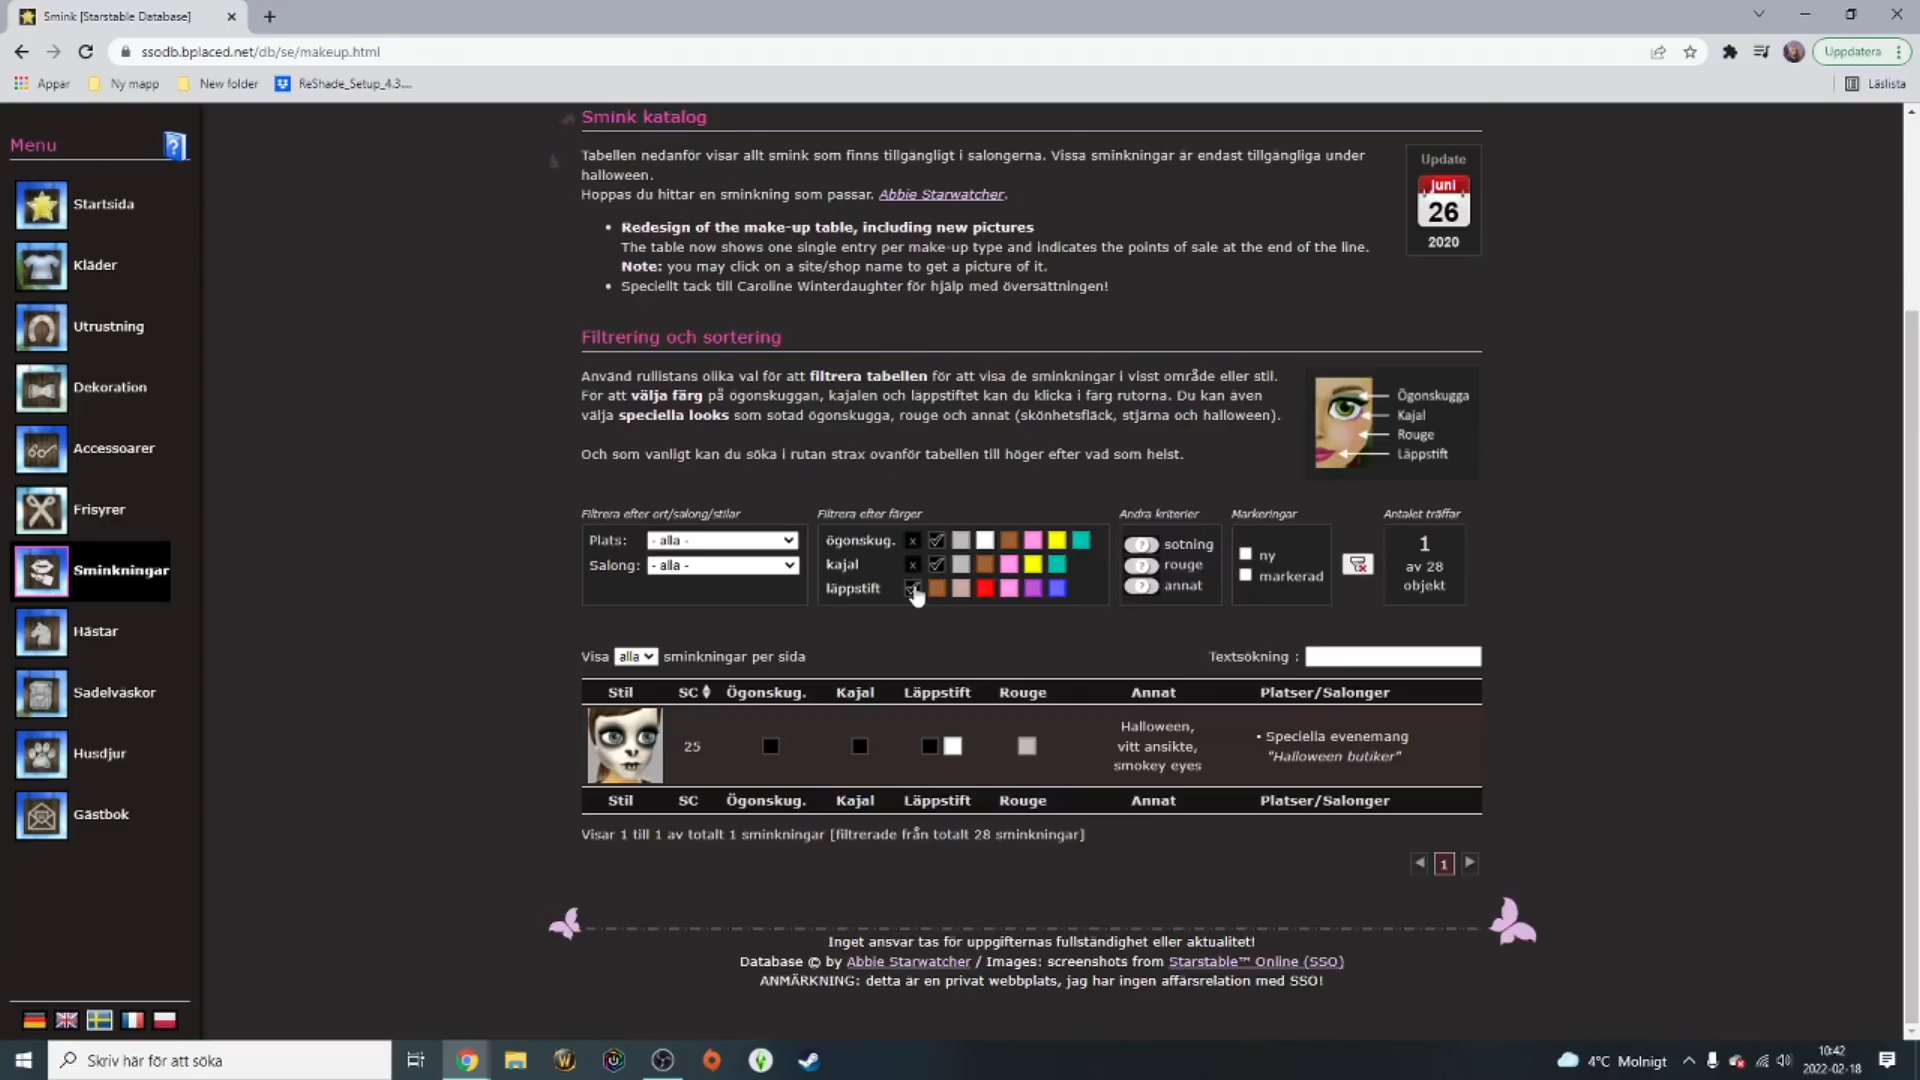 Smink [Starstable Database]
ssodb.bplaced.net/db/se/makeup.html
Uppdatera
Appar
Ny mapp
New folder
ReShade_Setup_4.3....
Läslista
Menu
Startsida
Kläder
Utrustning
Dekoration
Accessoarer
Frisyrer
Sminkningar
Hästar
Sadelväskor
Husdjur
Gästbok
Smink katalog
Tabellen nedanför visar allt smink som finns tillgängligt i salongerna. Vissa sminkningar är endast tillgängliga under
halloween.
Hoppas du hittar en sminkning som passar. Abbie Starwatcher.
• Redesign of the make-up table, including new pictures
The table now shows one single entry per make-up type and indicates the points of sale at the end of the line.
Note: you may click on a site/shop name to get a picture of it.
• Speciellt tack till Caroline Winterdaughter för hjälp med översättningen!
Update
Juni
26
2020
Filtrering och sortering
Använd rullistans olika val för att filtrera tabellen för att visa de sminkningar i visst område eller stil.
För att välja färg på ögonskuggan, kajalen och läppstiftet kan du klicka i färg rutorna. Du kan även
välja speciella looks som sotad ögonskugga, rouge och annat (skönhetsfläck, stjärna och halloween).
Och som vanligt kan du söka i rutan strax ovanför tabellen till höger efter vad som helst.
Ögonskugga
Kajal
Rouge
Läppstift
Filtrera efter ort/salong/stilar
Plats: - alla -
Salong: - alla -
Filtrera efter färger
ögonskug. x
kajal x
läppstift
Andra kriterier
? sotning
? rouge
? annat
Markeringar
ny
markerad
Antalet träffar
1
av 28
objekt
Visa alla sminkningar per sida
Textsökning :
Stil SC Ögonskug. Kajal Läppstift Rouge Annat Platser/Salonger
25
Halloween,
vitt ansikte,
smokey eyes
• Speciella evenemang
"Halloween butiker"
Stil SC Ögonskug. Kajal Läppstift Rouge Annat Platser/Salonger
Visar 1 till 1 av totalt 1 sminkningar [filtrerade från totalt 28 sminkningar]
1
Inget ansvar tas för uppgifternas fullständighet eller aktualitet!
Database © by Abbie Starwatcher / Images: screenshots from Starstable™ Online (SSO)
ANMÄRKNING: detta är en privat webbplats, jag har ingen affärsrelation med SSO!
Skriv här för att söka
4°C Molnigt
10:42
2022-02-18